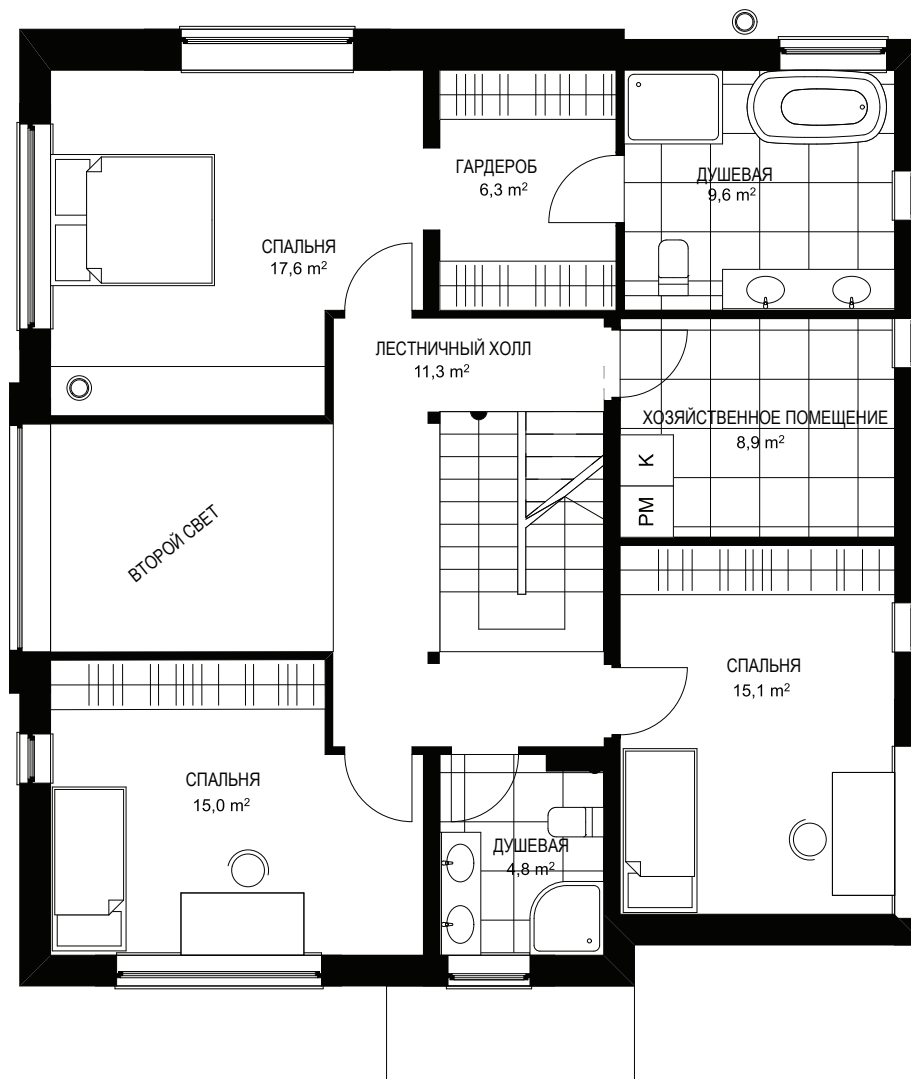 ГАРДЕРОБ
6,3 m²
ДУШЕВАЯ
9,6 m²
СПАЛЬНЯ
17,6 m²
ЛЕСТНИЧНЫЙ ХОЛЛ
11,3 m²
ХОЗЯЙСТВЕННОЕ ПОМЕЩЕНИЕ
8,9 m²
K
PM
ВТОРОЙ СВЕТ
СПАЛЬНЯ
15,1 m²
СПАЛЬНЯ
15,0 m²
ДУШЕВАЯ
4,8 m²